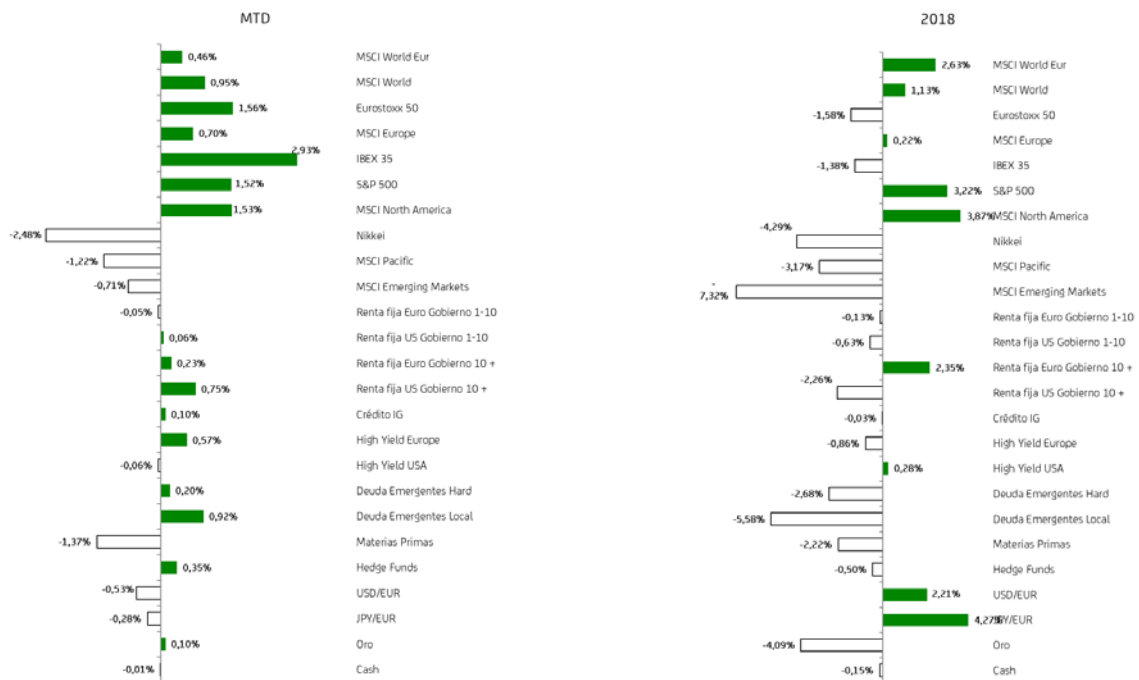 MTD
0,46% MSCI World Eur
0,95% MSCI World
1,56% Eurostoxx 50
0,70% MSCI Europe
2,93% IBEX 35
1,52% S&P 500
1,53% MSCI North America
-2,48% Nikkei
-1,22% MSCI Pacific
-0,71% MSCI Emerging Markets
-0,05% Renta fija Euro Gobierno 1-10
0,06% Renta fija US Gobierno 1-10
0,23% Renta fija Euro Gobierno 10 +
0,75% Renta fija US Gobierno 10 +
0,10% Crédito IG
0,57% High Yield Europe
-0,06% High Yield USA
0,20% Deuda Emergentes Hard
0,92% Deuda Emergentes Local
-1,37% Materias Primas
0,35% Hedge Funds
-0,53% USD/EUR
-0,28% JPY/EUR
0,10% Oro
-0,01% Cash
2018
2,63% MSCI World Eur
1,13% MSCI World
-1,58% Eurostoxx 50
0,22% MSCI Europe
-1,38% IBEX 35
3,22% S&P 500
3,87% MSCI North America
-4,29% Nikkei
-3,17% MSCI Pacific
-7,32% MSCI Emerging Markets
-0,13% Renta fija Euro Gobierno 1-10
-0,63% Renta fija US Gobierno 1-10
2,35% Renta fija Euro Gobierno 10 +
-2,26% Renta fija US Gobierno 10 +
-0,03% Crédito IG
-0,86% High Yield Europe
0,28% High Yield USA
-2,68% Deuda Emergentes Hard
-5,58% Deuda Emergentes Local
-2,22% Materias Primas
-0,50% Hedge Funds
2,21% USD/EUR
4,27% JPY/EUR
-4,09% Oro
-0,15% Cash